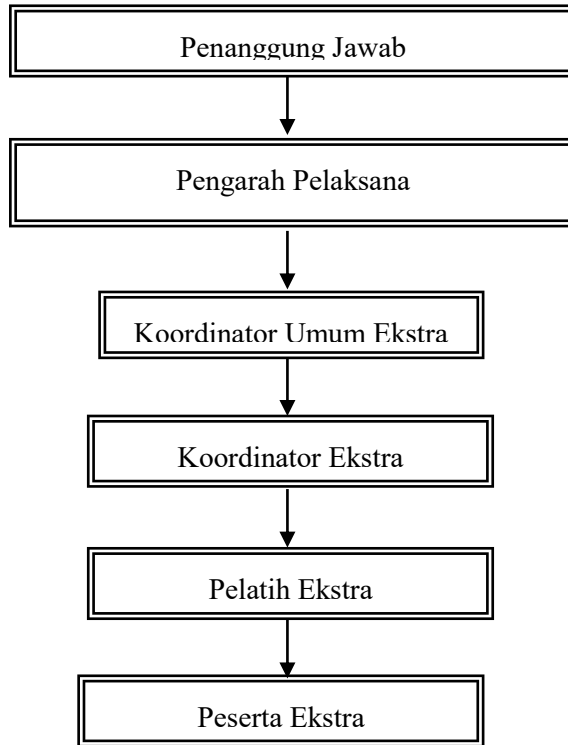 Penanggung Jawab
Pengarah Pelaksana
Koordinator Umum Ekstra
Koordinator Ekstra
Pelatih Ekstra
Peserta Ekstra